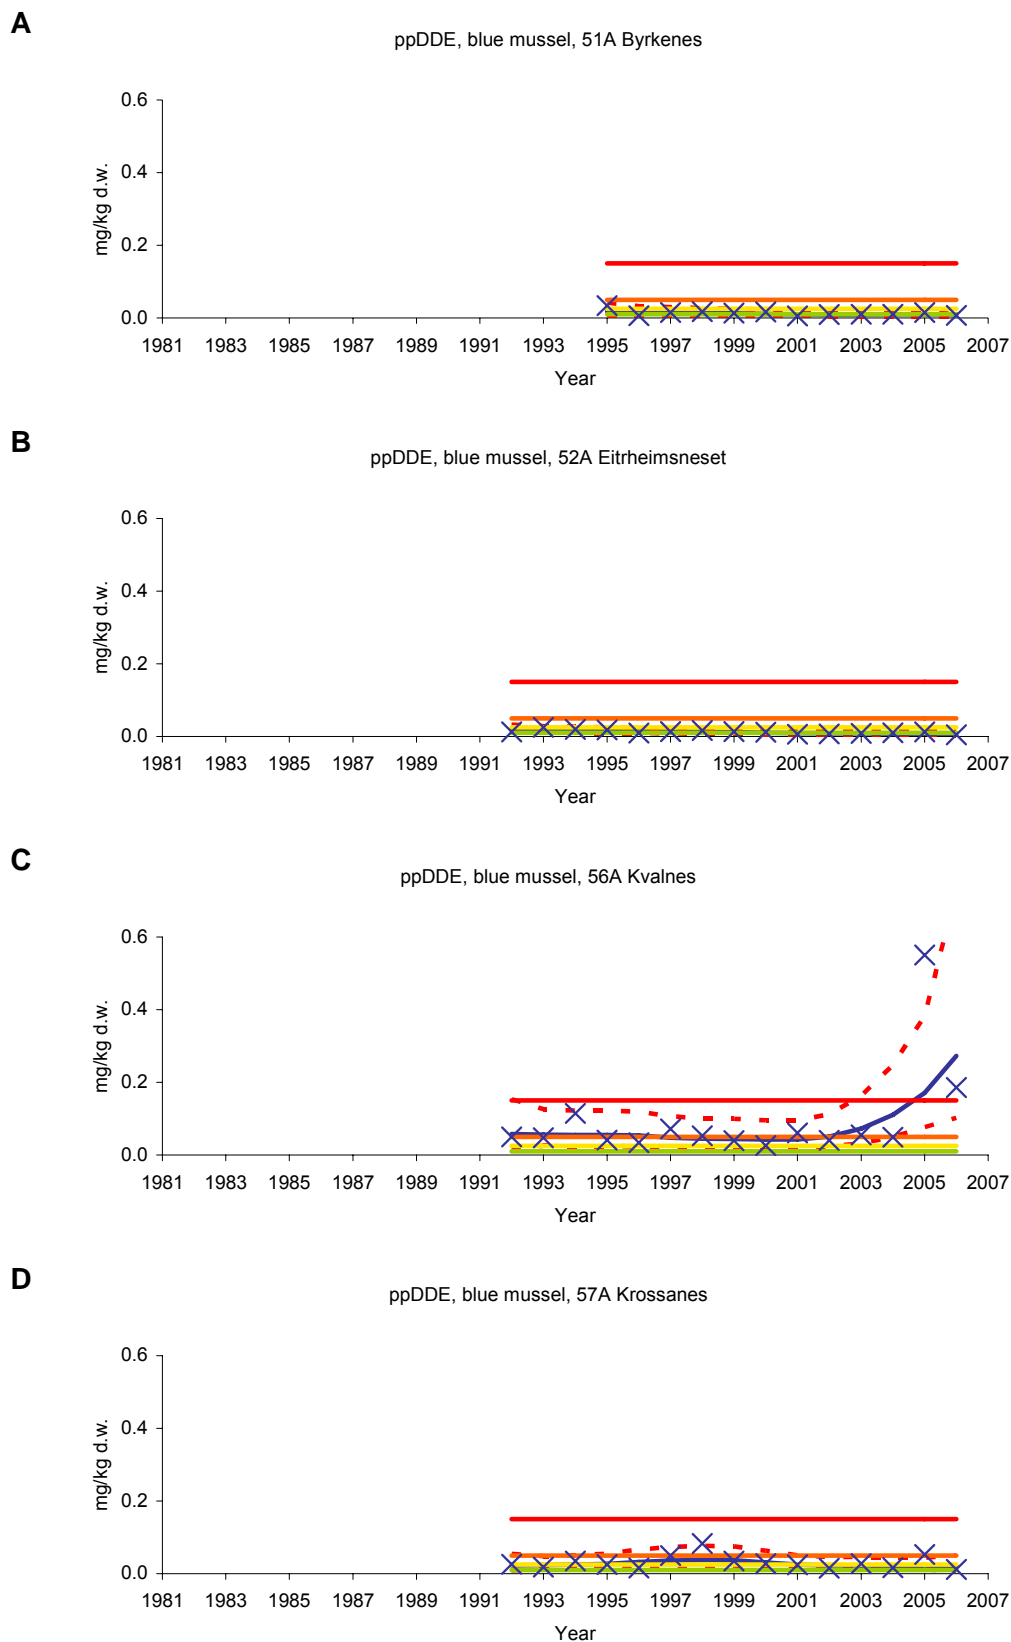 A
ppDDE, blue mussel, 51A Byrkenes
mg/kg d.w.
0.6
0.4
0.2
0.0
1981 1983 1985 1987 1989 1991 1993 1995 1997 1999 2001 2003 2005 2007
Year
B
ppDDE, blue mussel, 52A Eitrheimsneset
mg/kg d.w.
0.6
0.4
0.2
0.0
1981 1983 1985 1987 1989 1991 1993 1995 1997 1999 2001 2003 2005 2007
Year
C
ppDDE, blue mussel, 56A Kvalnes
mg/kg d.w.
0.6
0.4
0.2
0.0
1981 1983 1985 1987 1989 1991 1993 1995 1997 1999 2001 2003 2005 2007
Year
D
ppDDE, blue mussel, 57A Krossanes
mg/kg d.w.
0.6
0.4
0.2
0.0
1981 1983 1985 1987 1989 1991 1993 1995 1997 1999 2001 2003 2005 2007
Year